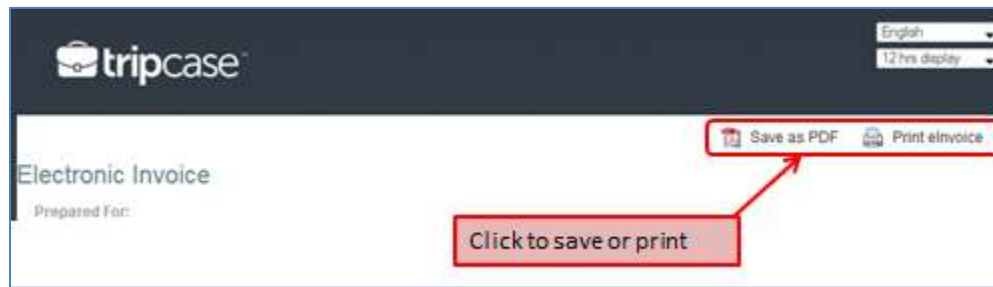 English
tripcase
12 hrs display
Save as PDF Print eInvoice
Electronic Invoice
Prepared For:
Click to save or print